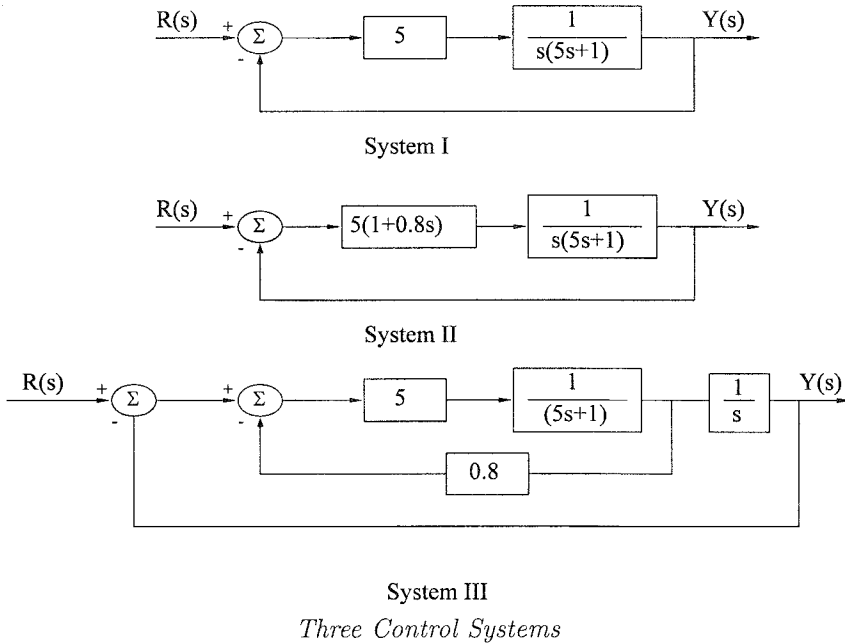 R(s) + Σ - 5 1 / s(5s+1) Y(s)
System I
R(s) + Σ - 5(1+0.8s) 1 / s(5s+1) Y(s)
System II
R(s) + Σ - + Σ - 5 1 / (5s+1) 1 / s Y(s)
0.8
System III
Three Control Systems